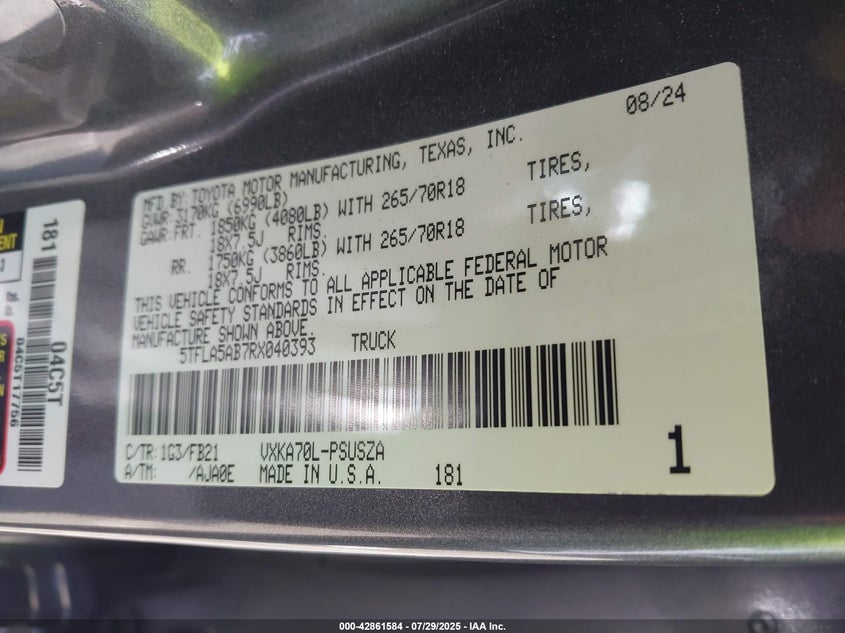 08/24
MFD.BY:TOYOTA MOTOR MANUFACTURING, TEXAS, INC.
GVWR:3170KG (6990LB)
GAWR:FRT. 1850KG (4080LB) WITH 265/70R18 TIRES,
18X7.5J RIMS.
RR. 1750KG (3860LB) WITH 265/70R18 TIRES,
18X7.5J RIMS.
THIS VEHICLE CONFORMS TO ALL APPLICABLE FEDERAL MOTOR
VEHICLE SAFETY STANDARDS IN EFFECT ON THE DATE OF
MANUFACTURE SHOWN ABOVE.
5TFLA5AB7RX040393 TRUCK
C/TR:1G3/FB21 VXKA70L-PSUSZA
A/TM: /AJA0E MADE IN U.S.A. 181
1
181
04C5T
04C5T17756
lbs.
000-42861584 / 07/29/2025 - IAA Inc.